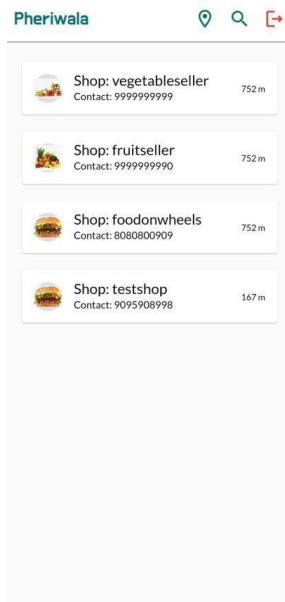 Pheriwala
Shop: vegetableseller
Contact: 9999999999
752 m
Shop: fruitseller
Contact: 9999999990
752 m
Shop: foodonwheels
Contact: 8080800909
752 m
Shop: testshop
Contact: 9095908998
167 m